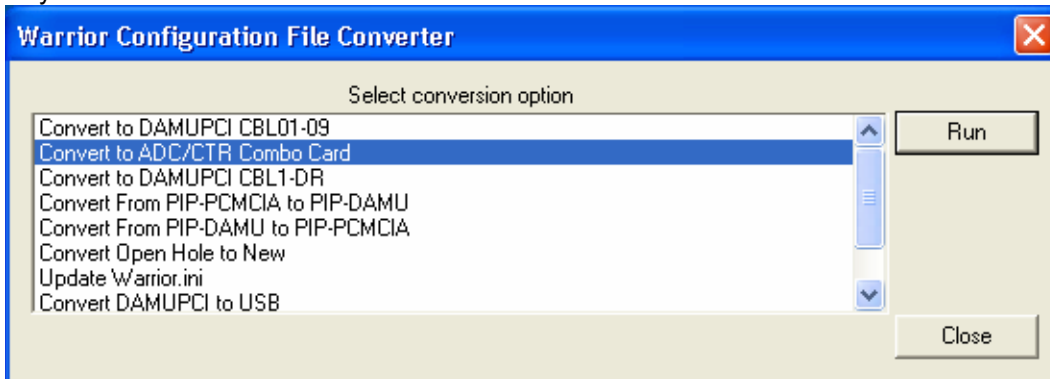 Warrior Configuration File Converter
Select conversion option
Convert to DAMUPCI CBL01-09
Convert to ADC/CTR Combo Card
Convert to DAMUPCI CBL1-DR
Convert From PIP-PCMCIA to PIP-DAMU
Convert From PIP-DAMU to PIP-PCMCIA
Convert Open Hole to New
Update Warrior.ini
Convert DAMUPCI to USB
Run
Close